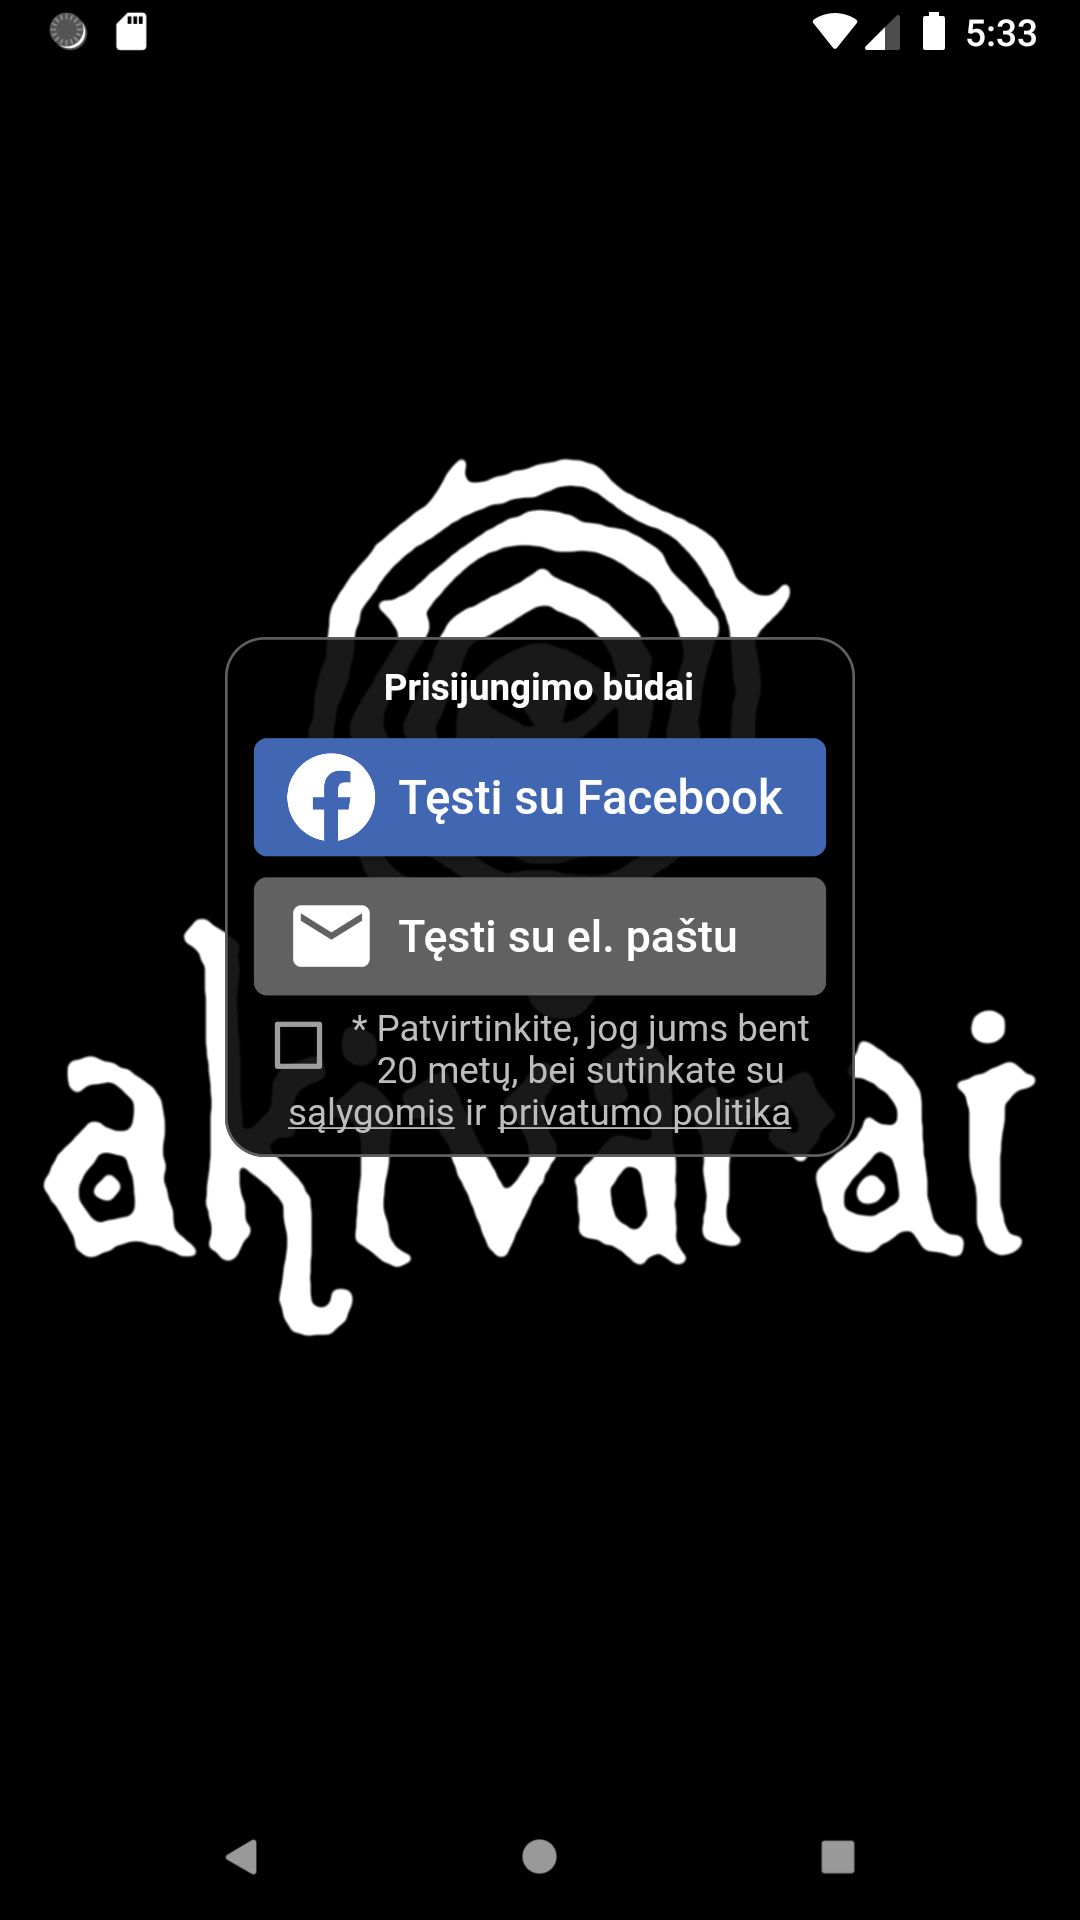 5:33
Prisijungimo būdai
Tęsti su Facebook
Tęsti su el. paštu
* Patvirtinkite, jog jums bent
20 metų, bei sutinkate su
sąlygomis ir privatumo politika
akivarai